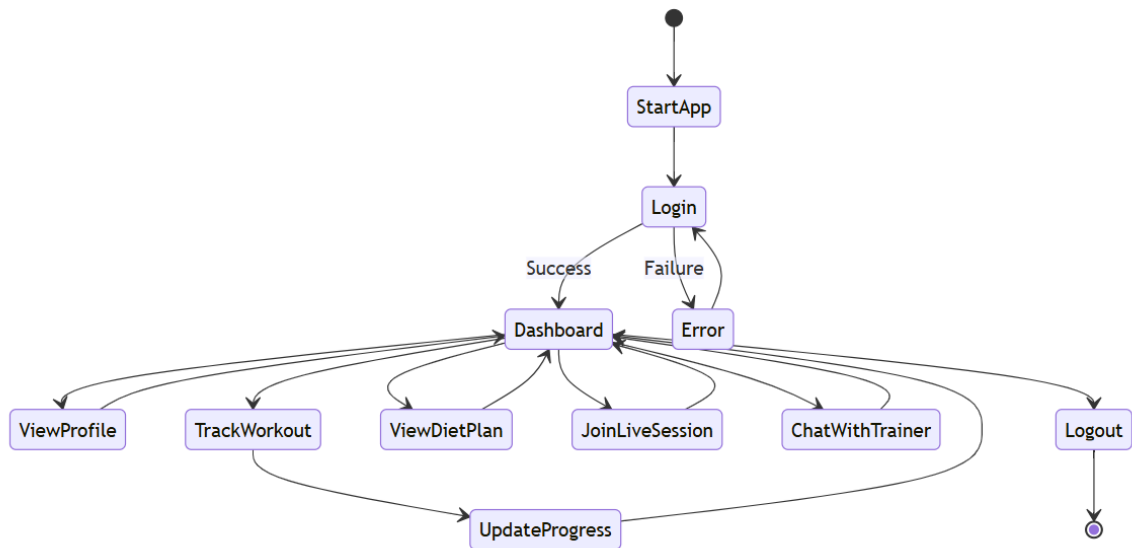 StartApp
Login
Success
Failure
Dashboard
Error
ViewProfile
TrackWorkout
ViewDietPlan
JoinLiveSession
ChatWithTrainer
Logout
UpdateProgress